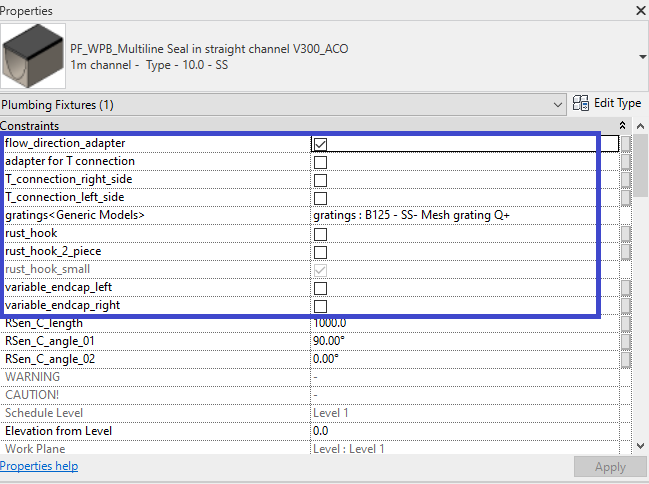 Properties
PF_WPB_Multiline Seal in straight channel V300_ACO
1m channel - Type - 10.0 - SS
Plumbing Fixtures (1)
Edit Type
Constraints
flow_direction_adapter
adapter for T connection
T_connection_right_side
T_connection_left_side
gratings<Generic Models> gratings : B125 - SS- Mesh grating Q+
rust_hook
rust_hook_2_piece
rust_hook_small
variable_endcap_left
variable_endcap_right
RSen_C_length 1000.0
RSen_C_angle_01 90.00°
RSen_C_angle_02 0.00°
WARNING -
CAUTION! -
Schedule Level Level 1
Elevation from Level 0.0
Work Plane Level : Level 1
Properties help
Apply